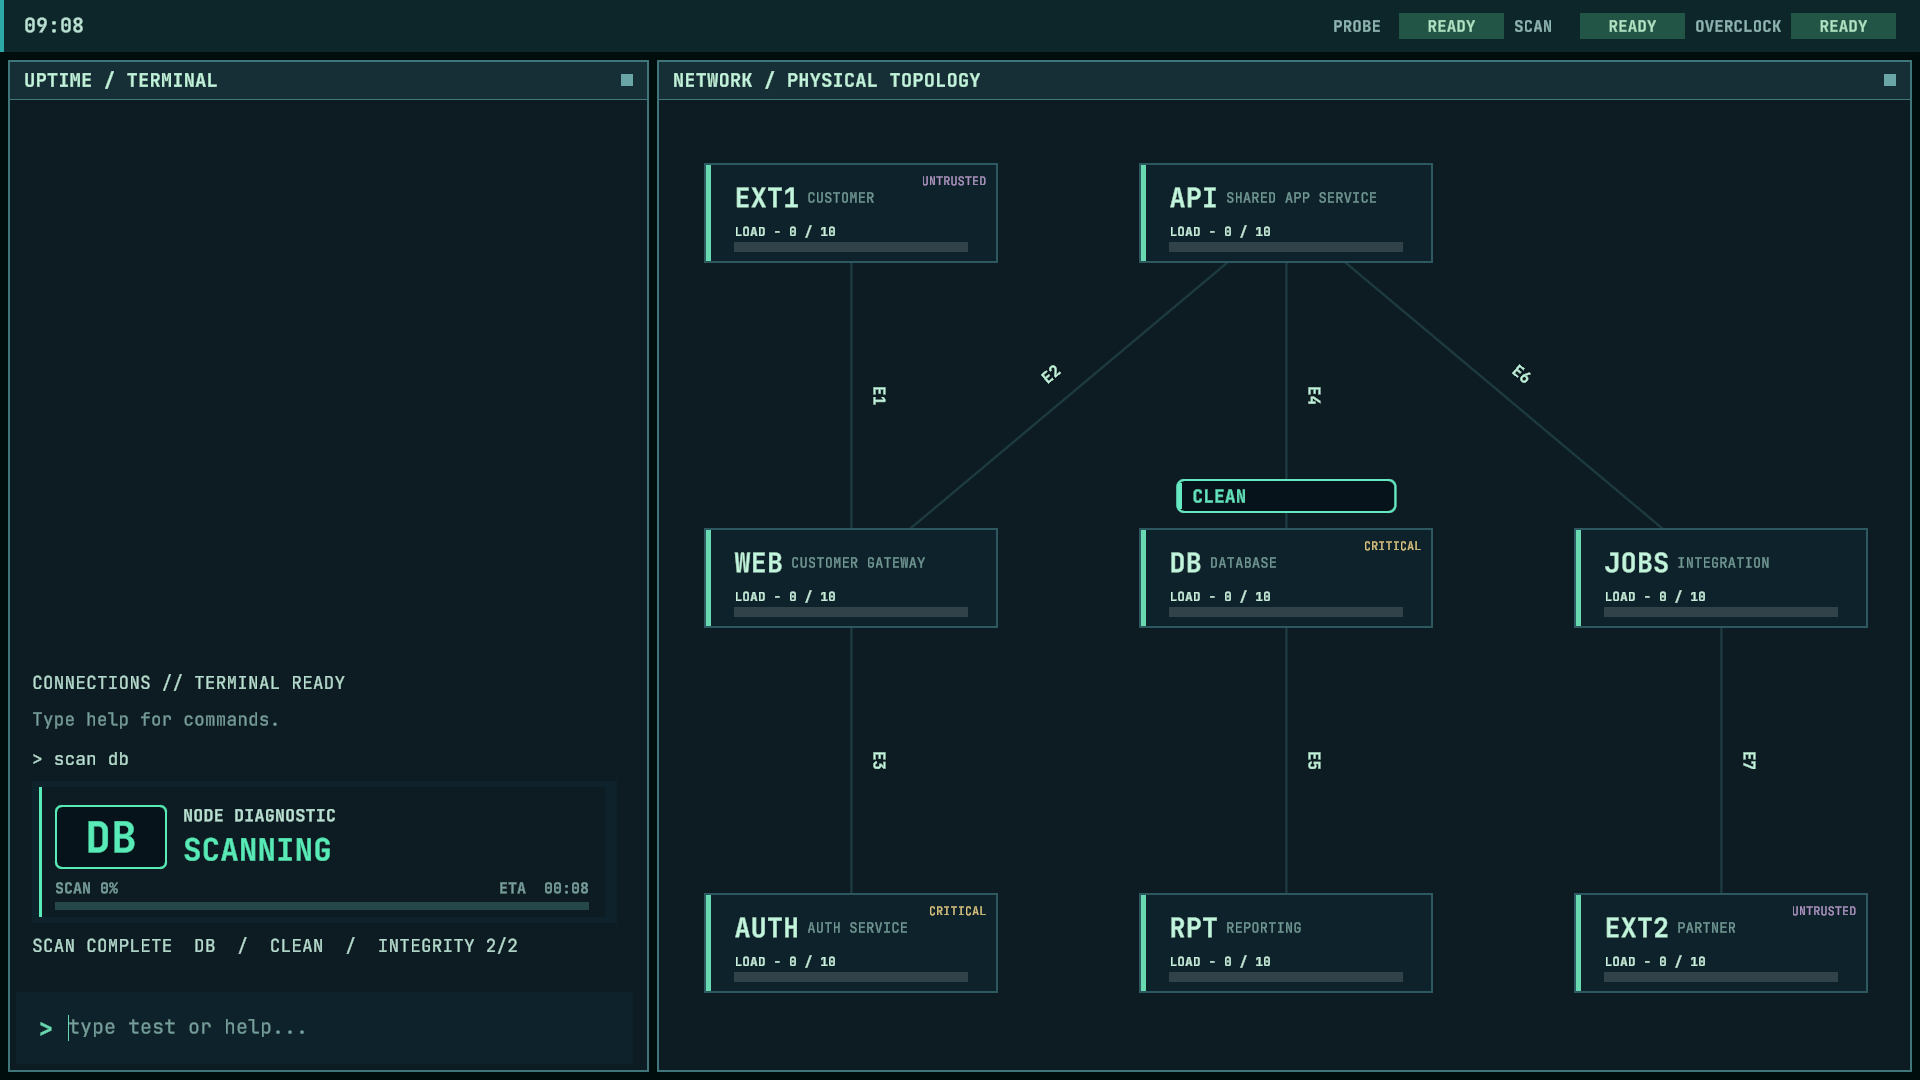 09:08
PROBE READY SCAN READY OVERCLOCK READY
UPTIME / TERMINAL
CONNECTIONS // TERMINAL READY
Type help for commands.
> scan db
DB
NODE DIAGNOSTIC
SCANNING
SCAN 0% ETA 00:08
SCAN COMPLETE DB / CLEAN / INTEGRITY 2/2
> type test or help...
NETWORK / PHYSICAL TOPOLOGY
UNTRUSTED
EXT1 CUSTOMER
LOAD - 0 / 10
API SHARED APP SERVICE
LOAD - 0 / 10
E1
E2
E4
E6
CLEAN
WEB CUSTOMER GATEWAY
LOAD - 0 / 10
CRITICAL
DB DATABASE
LOAD - 0 / 10
JOBS INTEGRATION
LOAD - 0 / 10
E3
E5
E7
CRITICAL
AUTH AUTH SERVICE
LOAD - 0 / 10
RPT REPORTING
LOAD - 0 / 10
UNTRUSTED
EXT2 PARTNER
LOAD - 0 / 10